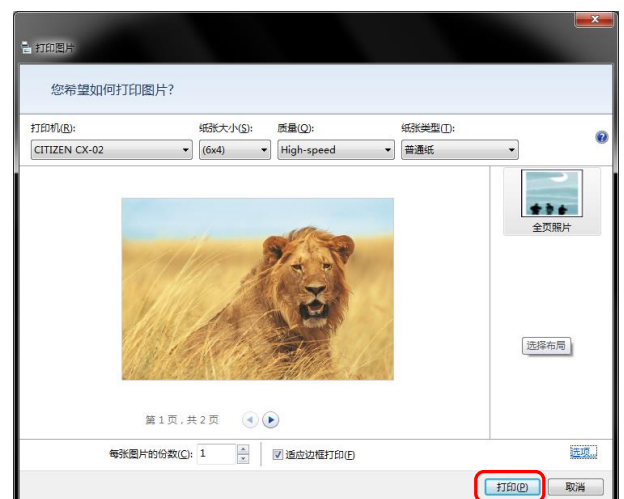 打印图片
您希望如何打印图片?
打印机(R): 纸张大小(S): 质量(Q): 纸张类型(T):
CITIZEN CX-02 (6x4) High-speed 普通纸
全页照片
选择布局
第 1 页，共 2 页
每张图片的份数(C): 1 适应边框打印(F) 选项...
打印(P) 取消